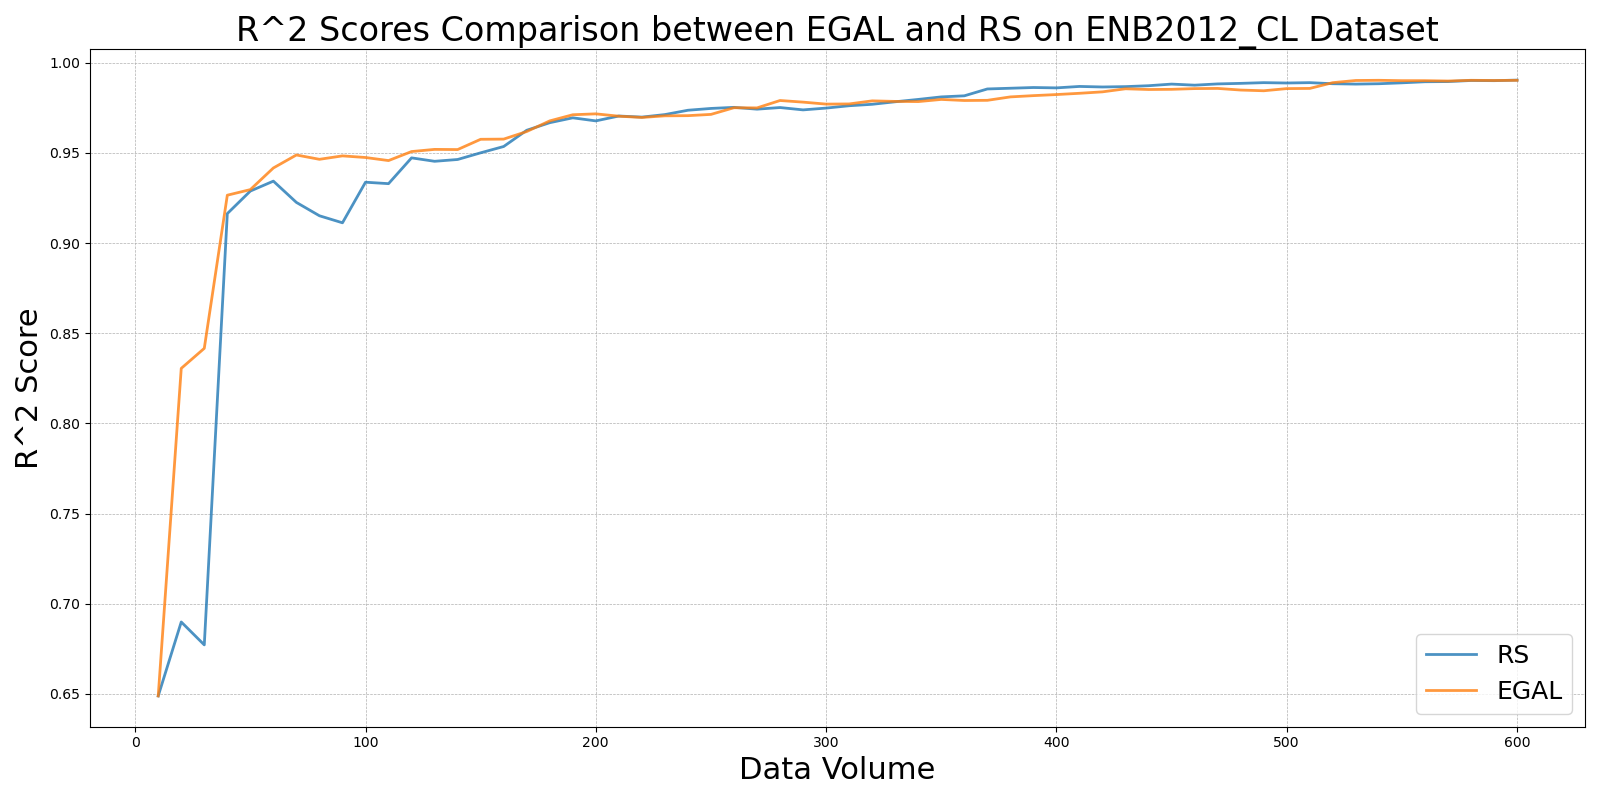 R^2 Scores Comparison between EGAL and RS on ENB2012_CL Dataset
R^2 Score
1.00
0.95
0.90
0.85
0.80
0.75
0.70
0.65
0 100 200 300 400 500 600
Data Volume
RS
EGAL